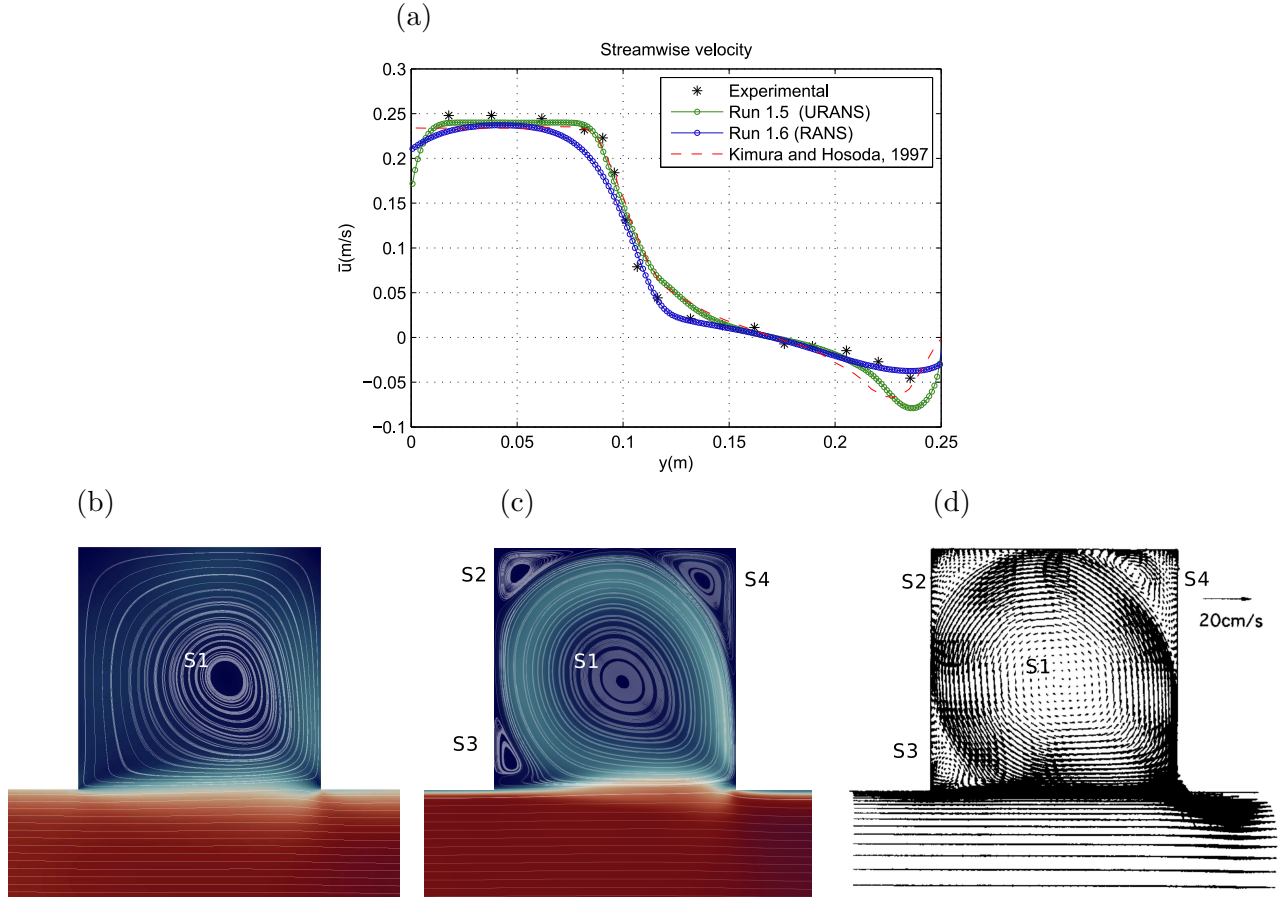 (a)
Streamwise velocity
0.3
0.25
0.2
0.15
0.1
0.05
0
−0.05
−0.1
ū(m/s)
Experimental
Run 1.5 (URANS)
Run 1.6 (RANS)
Kimura and Hosoda, 1997
0 0.05 0.1 0.15 0.2 0.25
y(m)
(b) (c) (d)
S1
S2
S4
S1
S3
S2
S4
20cm/s
S1
S3